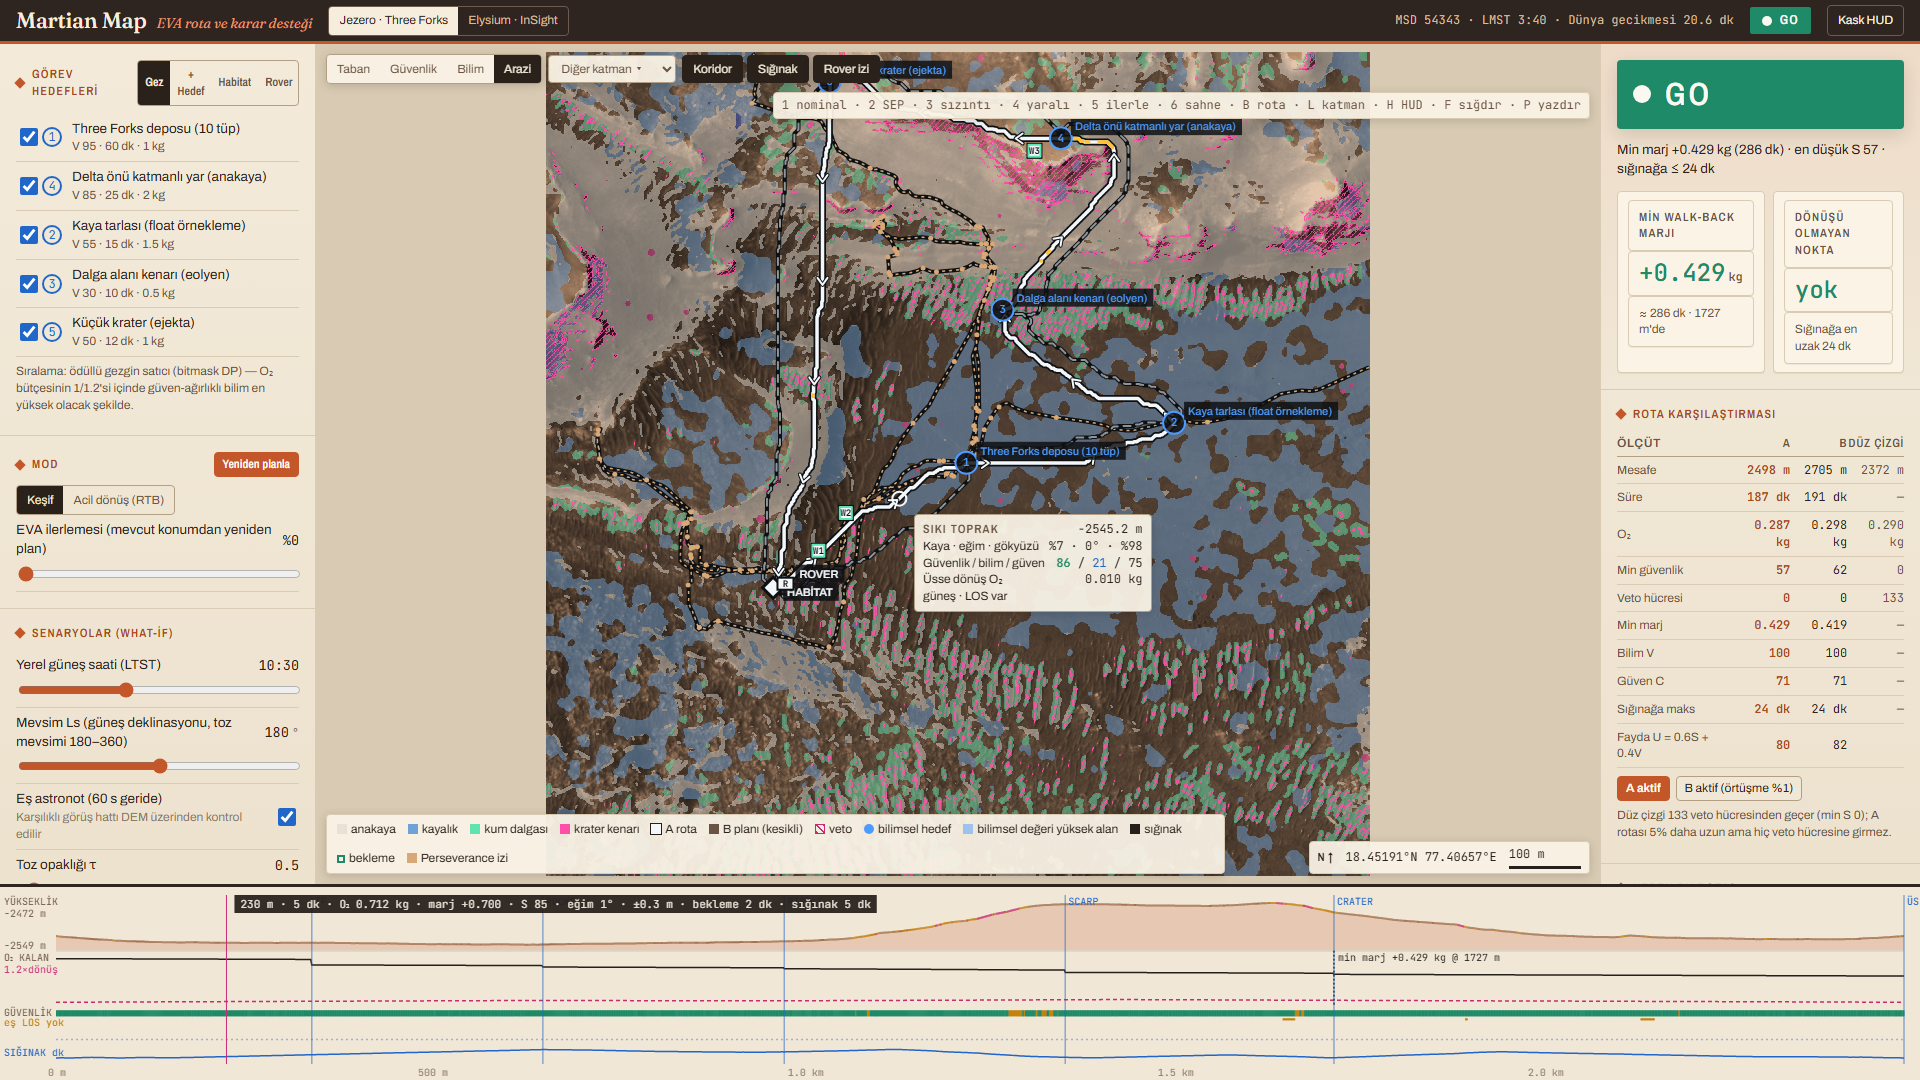 Martian Map EVA rota ve karar desteği
Jezero · Three Forks
Elysium · InSight
MSD 54343 · LMST 3:40 · Dünya gecikmesi 20.6 dk
GO
Kask HUD
GÖREV HEDEFLERİ
Gez
+ Hedef
Habitat
Rover
1
Three Forks deposu (10 tüp)
V 95 · 60 dk · 1 kg
4
Delta önü katmanlı yar (anakaya)
V 85 · 25 dk · 2 kg
2
Kaya tarlası (float örnekleme)
V 55 · 15 dk · 1.5 kg
3
Dalga alanı kenarı (eolyen)
V 30 · 10 dk · 0.5 kg
5
Küçük krater (ejekta)
V 50 · 12 dk · 1 kg
Sıralama: ödüllü gezgin satıcı (bitmask DP) — O₂
bütçesinin 1/1.2'si içinde güven-ağırlıklı bilim en
yüksek olacak şekilde.
MOD
Yeniden planla
Keşif
Acil dönüş (RTB)
EVA ilerlemesi (mevcut konumdan yeniden
plan)
%0
SENARYOLAR (WHAT-İF)
Yerel güneş saati (LTST)
10:30
Mevsim Ls (güneş deklinasyonu, toz
mevsimi 180–360)
180 °
Eş astronot (60 s geride)
Karşılıklı görüş hattı DEM üzerinden kontrol
edilir
Toz opaklığı τ
0.5
Taban
Güvenlik
Bilim
Arazi
Diğer katman
Koridor
Sığınak
Rover izi
krater (ejekta)
1 nominal · 2 SEP · 3 sızıntı · 4 yaralı · 5 ilerle · 6 sahne · B rota · L katman · H HUD · F sığdır · P yazdır
4
Delta önü katmanlı yar (anakaya)
W3
3
Dalga alanı kenarı (eolyen)
2
Kaya tarlası (float örnekleme)
1
Three Forks deposu (10 tüp)
W2
W1
R
ROVER
HABİTAT
SIKI TOPRAK
-2545.2 m
Kaya · eğim · gökyüzü %7 · 0° · %98
Güvenlik / bilim / güven 86 / 21 / 75
Üsse dönüş O₂ 0.010 kg
güneş · LOS var
anakaya
kayalık
kum dalgası
krater kenarı
A rota
B planı (kesikli)
veto
bilimsel hedef
bilimsel değeri yüksek alan
sığınak
bekleme
Perseverance izi
N↑ 18.45191°N 77.40657°E 100 m
GO
Min marj +0.429 kg (286 dk) · en düşük S 57 ·
sığınağa ≤ 24 dk
MİN WALK-BACK
MARJI
+0.429 kg
≈ 286 dk · 1727
m'de
DÖNÜŞÜ
OLMAYAN
NOKTA
yok
Sığınağa en
uzak 24 dk
ROTA KARŞILAŞTIRMASI
ÖLÇÜT A B DÜZ ÇİZGİ
Mesafe 2498 m 2705 m 2372 m
Süre 187 dk 191 dk —
O₂ 0.287 kg 0.298 kg 0.290 kg
Min güvenlik 57 62 0
Veto hücresi 0 0 133
Min marj 0.429 0.419 —
Bilim V 100 100 —
Güven C 71 71 —
Sığınağa maks 24 dk 24 dk —
Fayda U = 0.6S + 0.4V 80 82
A aktif
B aktif (örtüşme %1)
Düz çizgi 133 veto hücresinden geçer (min S 0); A
rotası 5% daha uzun ama hiç veto hücresine girmez.
YÜKSEKLİK
-2472 m
-2549 m
230 m · 5 dk · O₂ 0.712 kg · marj +0.700 · S 85 · eğim 1° · ±0.3 m · bekleme 2 dk · sığınak 5 dk
SCARP
CRATER
ÜS
O₂ KALAN
1.2×dönüş
min marj +0.429 kg @ 1727 m
GÜVENLİK
eş LOS yok
SIĞINAK dk
0 m
500 m
1.0 km
1.5 km
2.0 km